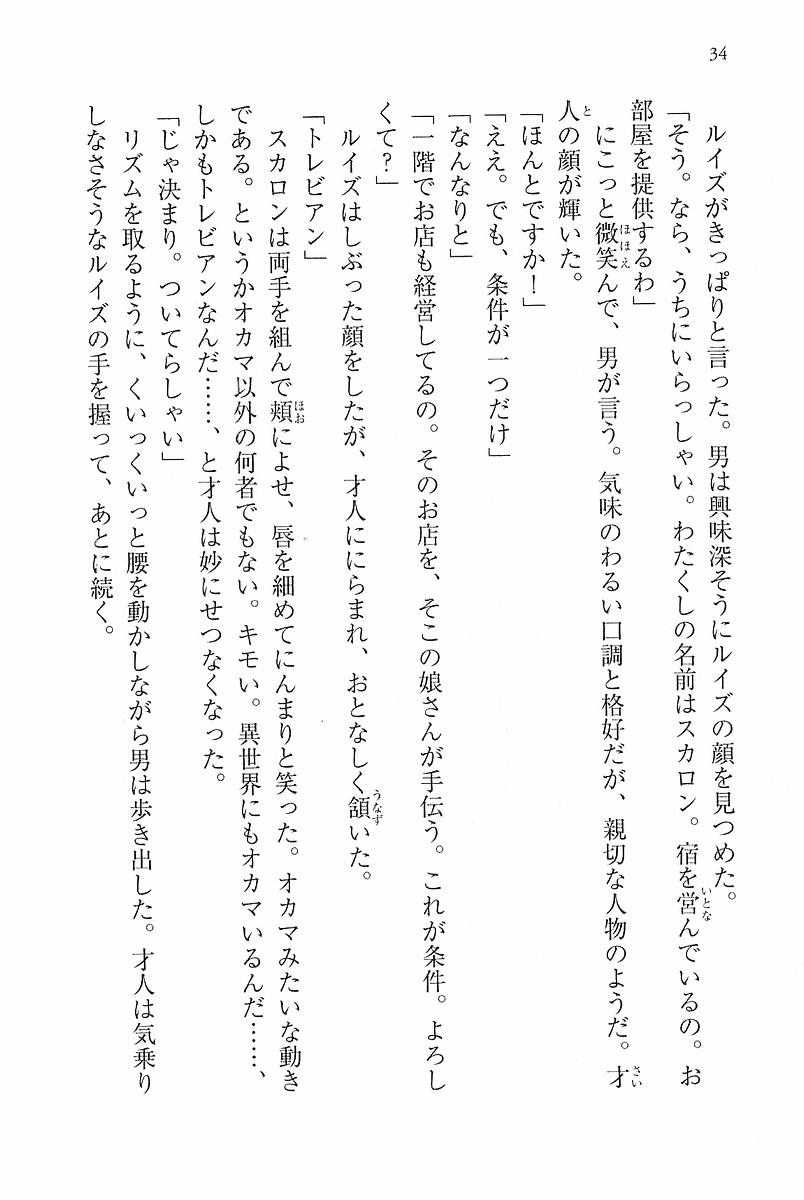 34
　ルイズがきっぱりと言った。男は興味深そうにルイズの顔を見つめた。
「そう。なら、うちにいらっしゃい。わたくしの名前はスカロン。宿を営んでいるの。お
部屋を提供するわ」
　にこっと微笑んで、男が言う。気味のわるい口調と格好だが、親切な人物のようだ。才
人の顔が輝いた。
「ほんとですか！」
「ええ。でも、条件が一つだけ」
「なんなりと」
「一階でお店も経営してるの。そのお店を、そこの娘さんが手伝う。これが条件。よろし
くて？」
　ルイズはしぶった顔をしたが、才人ににらまれ、おとなしく頷いた。
「トレビアン」
　スカロンは両手を組んで頬によせ、唇を細めてにんまりと笑った。オカマみたいな動き
である。というかオカマ以外の何者でもない。キモい。異世界にもオカマいるんだ……、
しかもトレビアンなんだ……、と才人は妙にせつなくなった。
「じゃ決まり。ついてらしゃい」
　リズムを取るように、くいっくいっと腰を動かしながら男は歩き出した。才人は気乗り
しなさそうなルイズの手を握って、あとに続く。